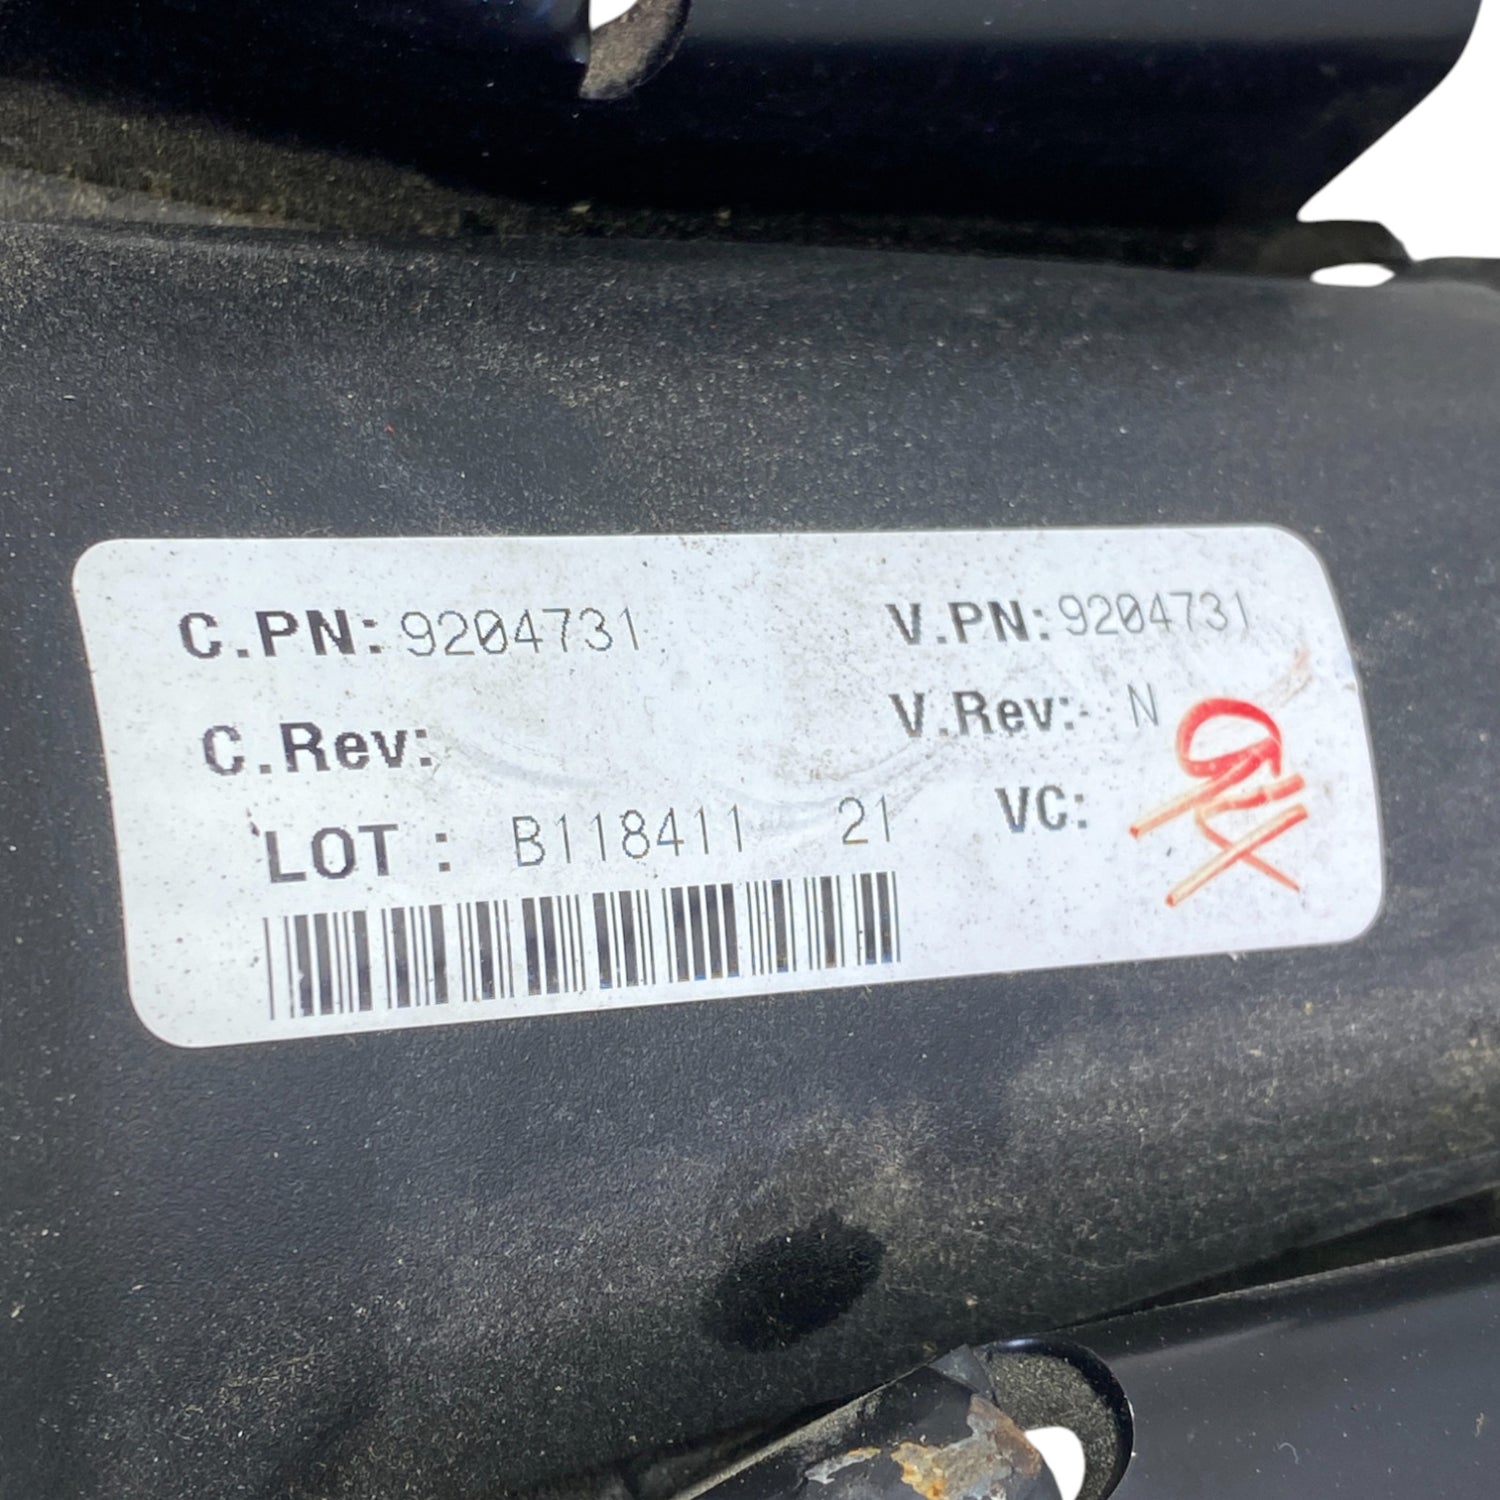 C.PN: 9204731 V.PN: 9204731
C.Rev: V.Rev: N
LOT : B118411 21 VC: